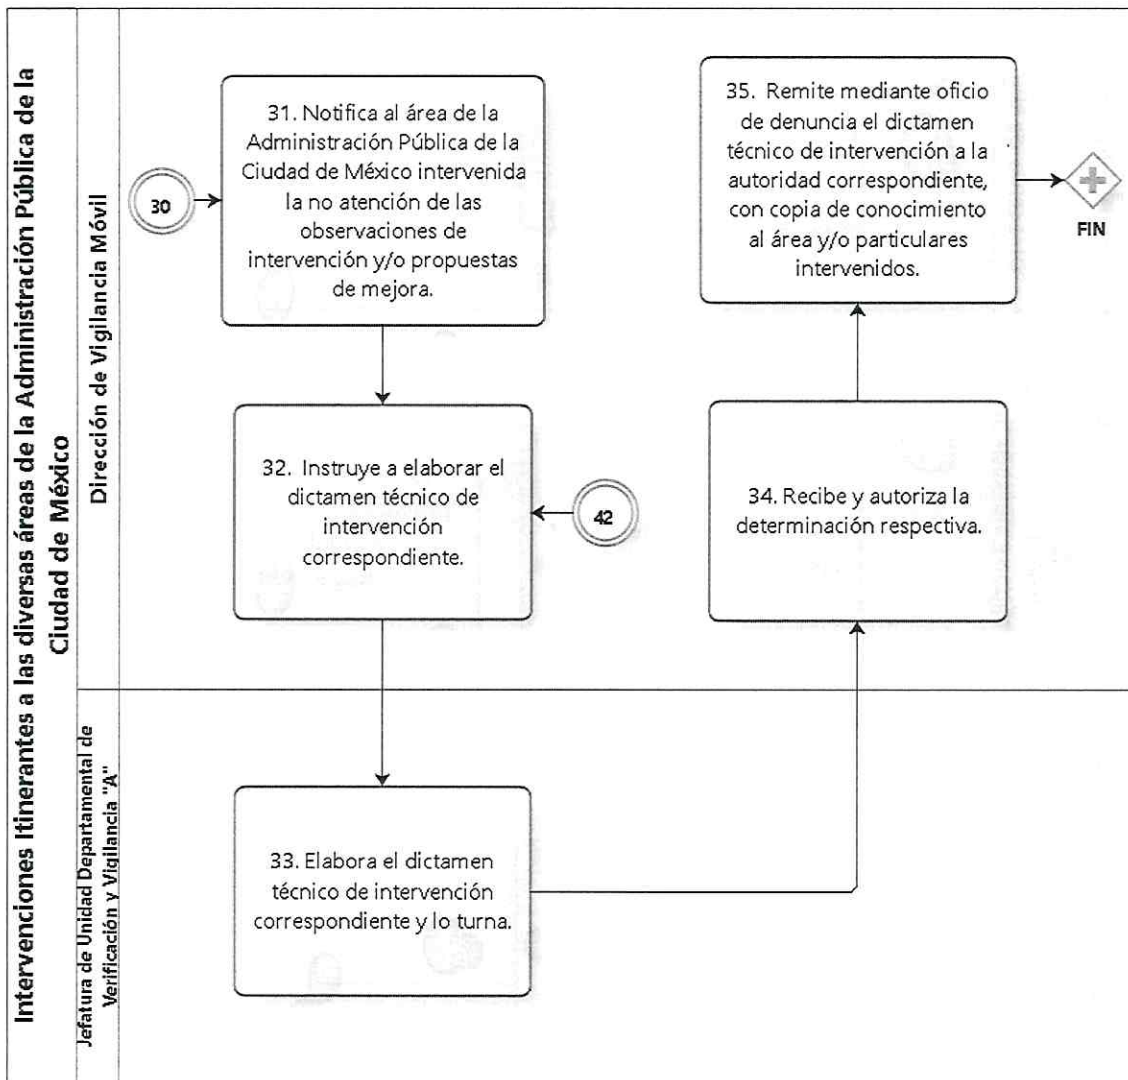 Intervenciones Itinerantes a las diversas áreas de la Administración Pública de la
Ciudad de México
Dirección de Vigilancia Móvil
30
31. Notifica al área de la
Administración Pública de la
Ciudad de México intervenida
la no atención de las
observaciones de
intervención y/o propuestas
de mejora.
32. Instruye a elaborar el
dictamen técnico de
intervención
correspondiente.
42
35. Remite mediante oficio
de denuncia el dictamen
técnico de intervención a la
autoridad correspondiente,
con copia de conocimiento
al área y/o particulares
intervenidos.
FIN
34. Recibe y autoriza la
determinación respectiva.
Jefatura de Unidad Departamental de
Verificación y Vigilancia "A"
33. Elabora el dictamen
técnico de intervención
correspondiente y lo turna.